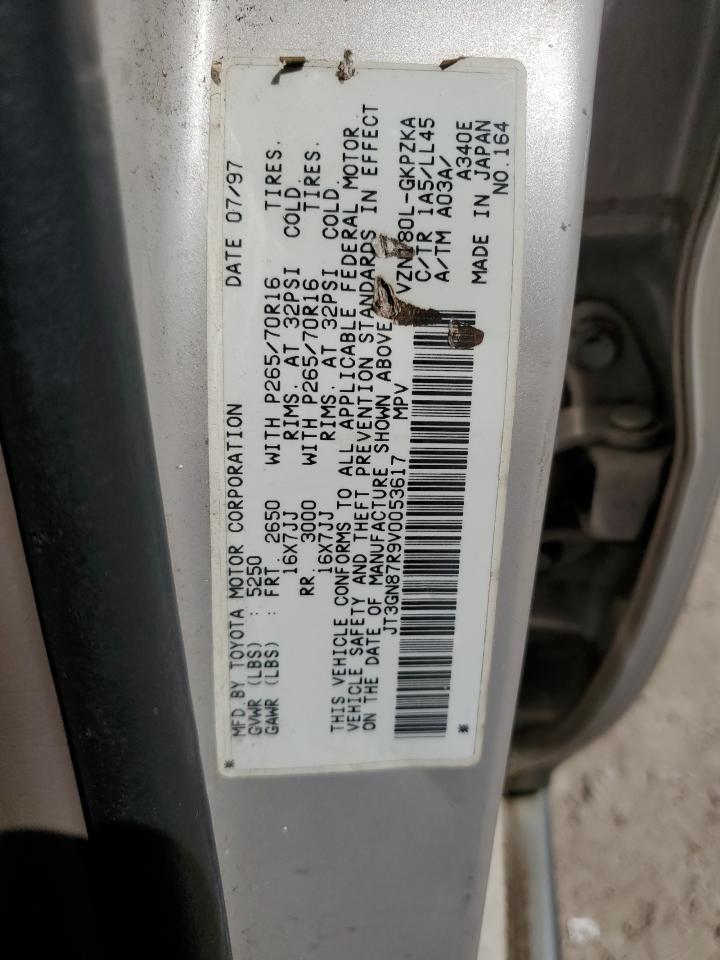 * MFD. BY TOYOTA MOTOR CORPORATION DATE 07/97
GVWR (LBS) : 5250
GAWR (LBS) : FRT. 2650 WITH P265/70R16 TIRES.
16X7JJ RIMS. AT 32PSI COLD.
RR. 3000 WITH P265/70R16 TIRES.
16X7JJ RIMS. AT 32PSI COLD.
THIS VEHICLE CONFORMS TO ALL APPLICABLE FEDERAL MOTOR
VEHICLE SAFETY AND THEFT PREVENTION STANDARDS IN EFFECT
ON THE DATE OF MANUFACTURE SHOWN ABOVE
JT3GN87R9V0053617 MPV
C/TR 1A5/LL45
A/TM A03A/
A340E
* MADE IN JAPAN
NO.164